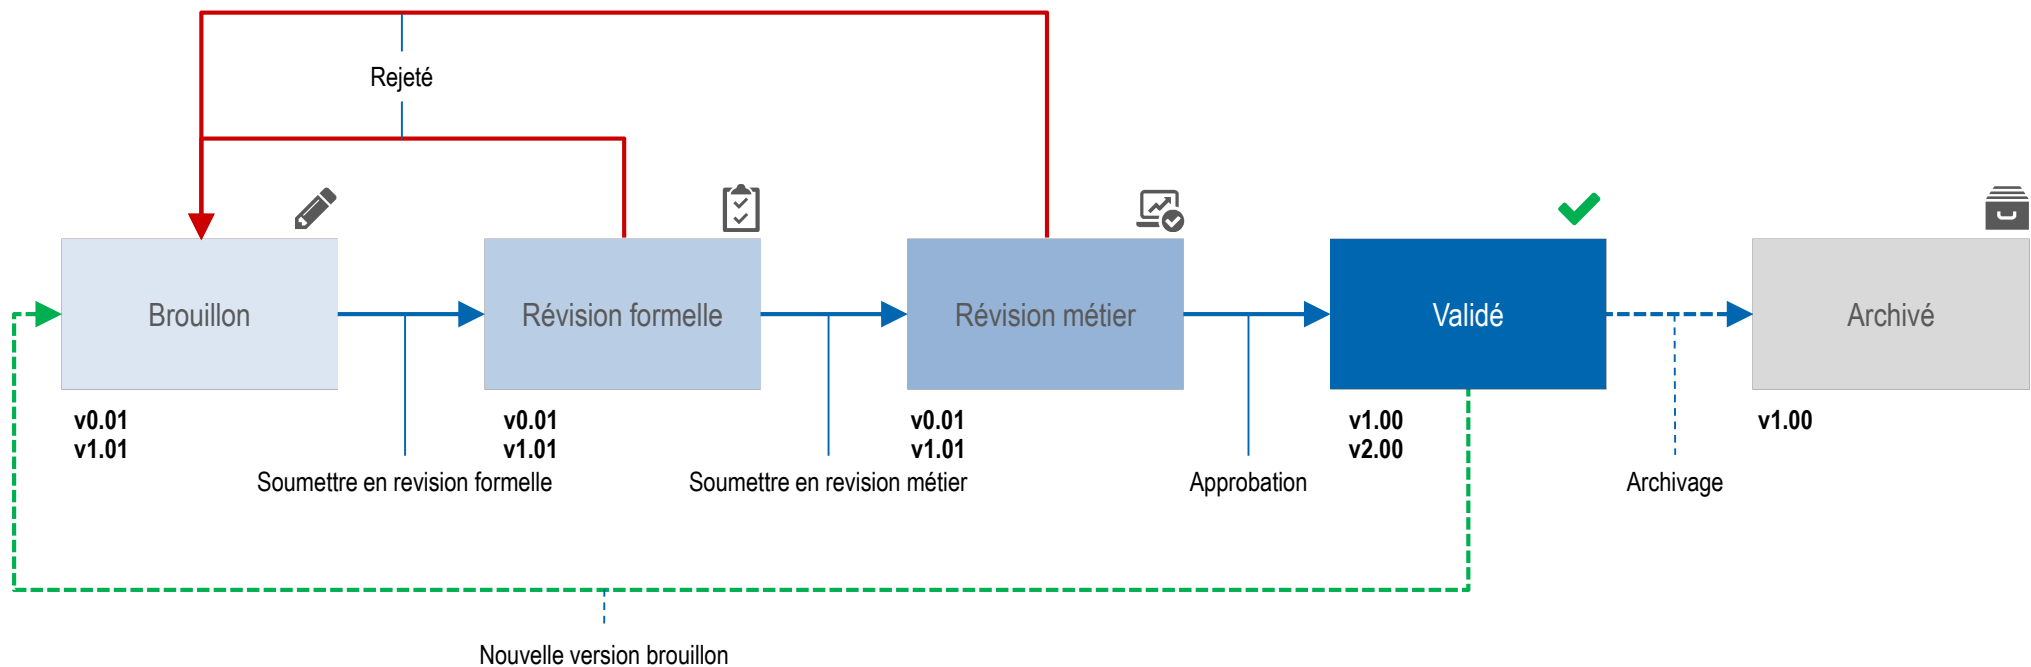 Rejeté
Brouillon
Révision formelle
Révision métier
Validé
Archivé
v0.01
v1.01
v0.01
v1.01
v0.01
v1.01
v1.00
v2.00
v1.00
Soumettre en revision formelle
Soumettre en revision métier
Approbation
Archivage
Nouvelle version brouillon